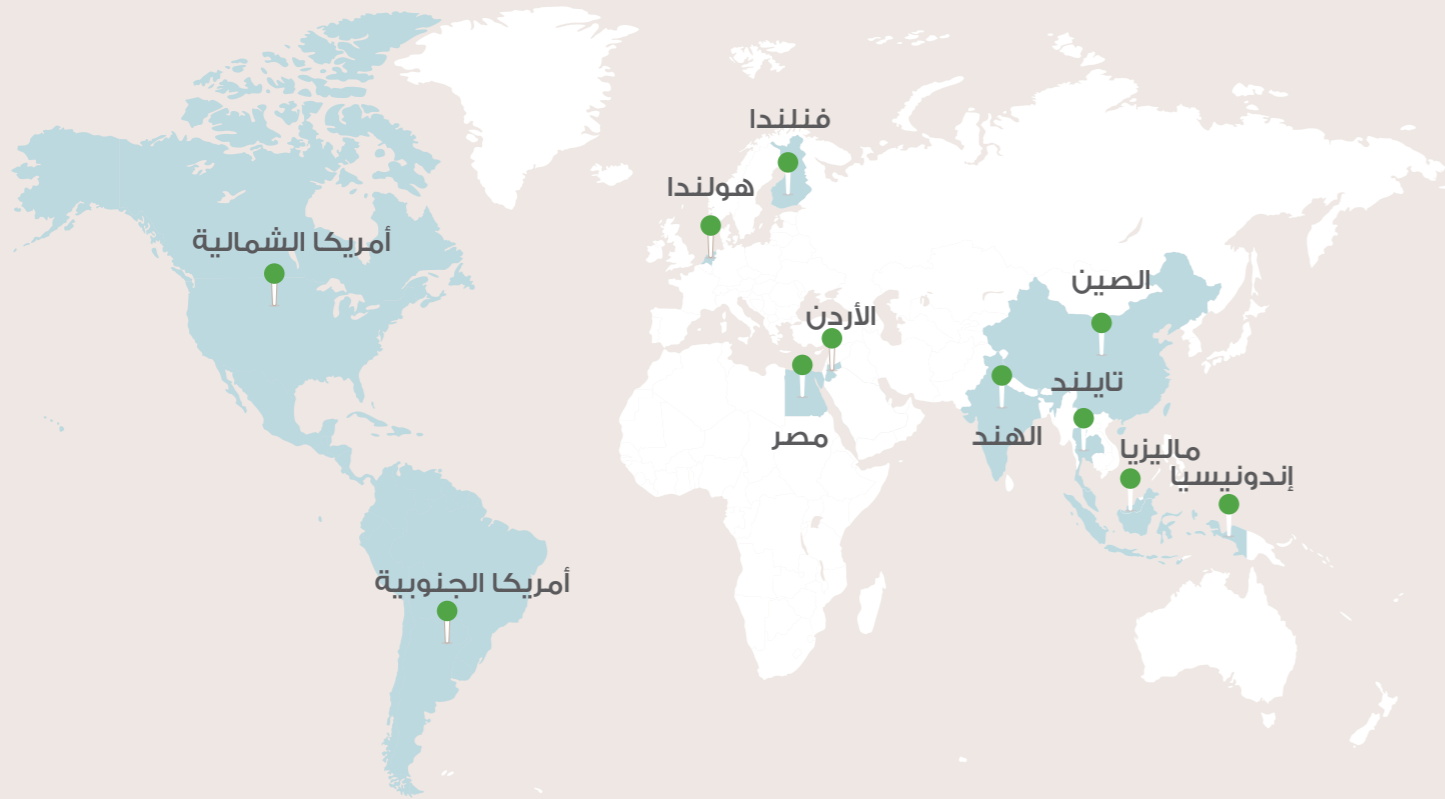 فنلندا
هولندا
أمريكا الشمالية
الصين
الأردن
تايلند
الهند
مصر
ماليزيا
إندونيسيا
أمريكا الجنوبية